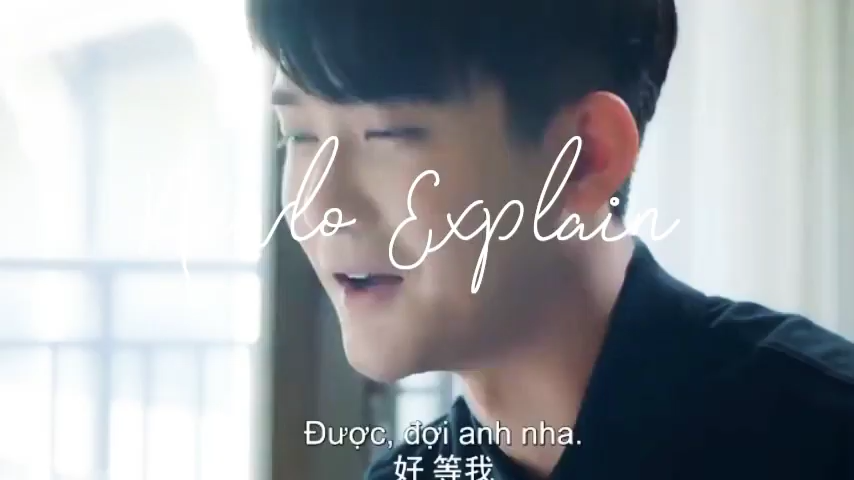 Explain
Được, đợi anh nha.
好 等我